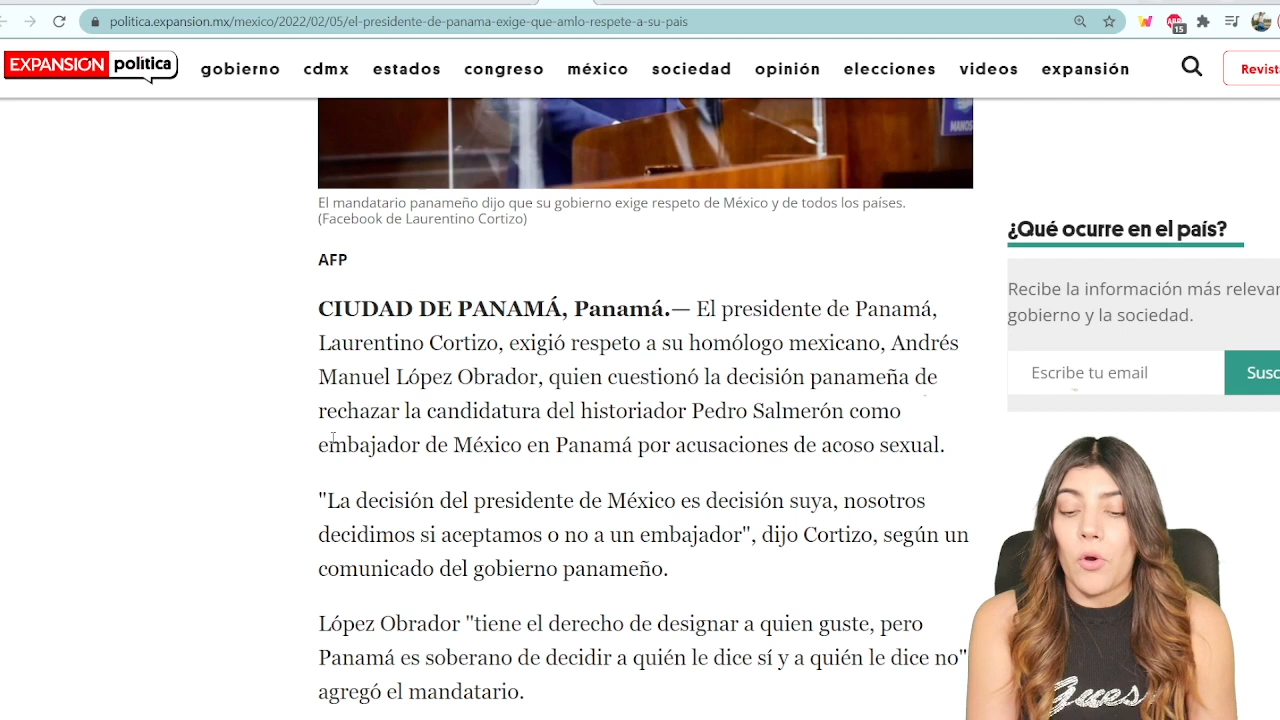 politica.expansion.mx/mexico/2022/02/05/el-presidente-de-panama-exige-que-amlo-respete-a-su-pais
15
EXPANSIÓN política gobierno cdmx estados congreso méxico sociedad opinión elecciones videos expansión Revist
MANOS
El mandatario panameño dijo que su gobierno exige respeto de México y de todos los países.
(Facebook de Laurentino Cortizo)
AFP
CIUDAD DE PANAMÁ, Panamá.— El presidente de Panamá,
Laurentino Cortizo, exigió respeto a su homólogo mexicano, Andrés
Manuel López Obrador, quien cuestionó la decisión panameña de
rechazar la candidatura del historiador Pedro Salmerón como
embajador de México en Panamá por acusaciones de acoso sexual.
"La decisión del presidente de México es decisión suya, nosotros
decidimos si aceptamos o no a un embajador", dijo Cortizo, según un
comunicado del gobierno panameño.
López Obrador "tiene el derecho de designar a quien guste, pero
Panamá es soberano de decidir a quién le dice sí y a quién le dice no"
agregó el mandatario.
¿Qué ocurre en el país?
Recibe la información más relevan
gobierno y la sociedad.
Escribe tu email Susc
Gues